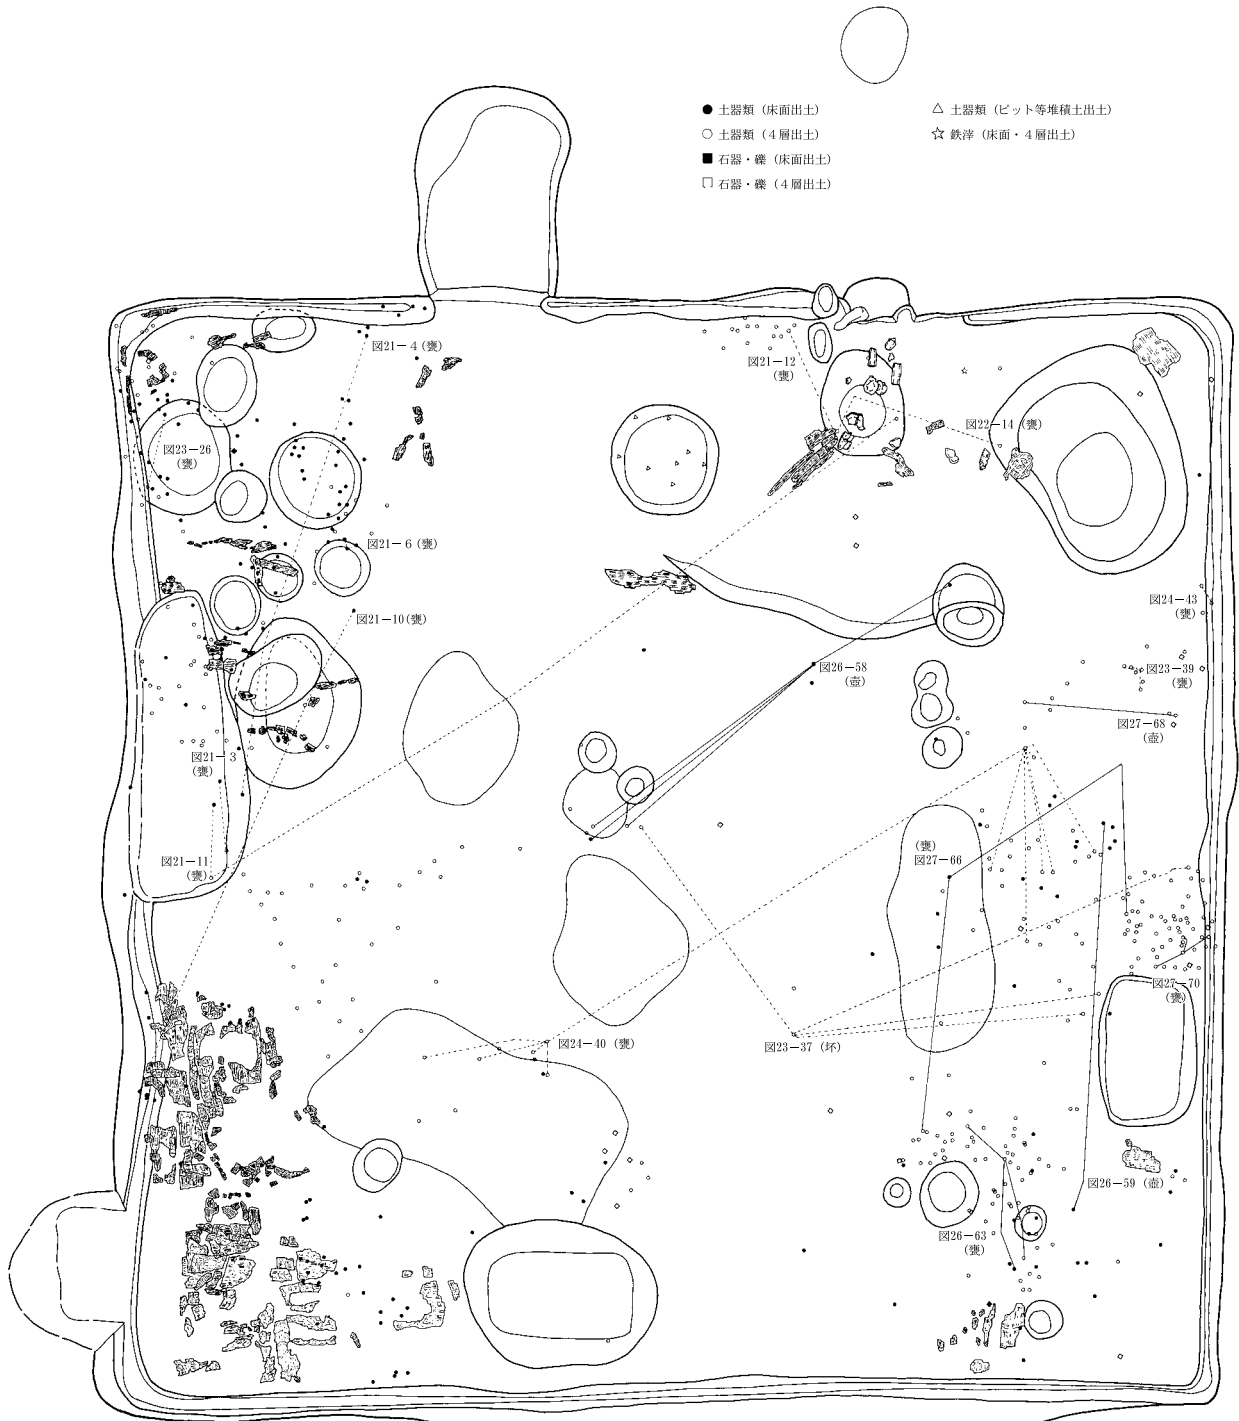 ● 土器類（床面出土）
○ 土器類（４層出土）
■ 石器・礫（床面出土）
□ 石器・礫（４層出土）
△ 土器類（ピット等堆積土出土）
☆ 鉄滓（床面・４層出土）
図21－4（甕）
図21－12
（甕）
図22－14（甕）
図23－26
（甕）
図21－6（甕）
図24－43
（甕）
図21－10（甕）
図26－58
（壺）
図23－39
（甕）
図27－68
（壺）
図21－3
（甕）
（甕）
図27－66
図21－11
（甕）
図27－70
（甕）
図24－40（甕）
図23－37（坏）
図26－59（壺）
図26－63
（甕）